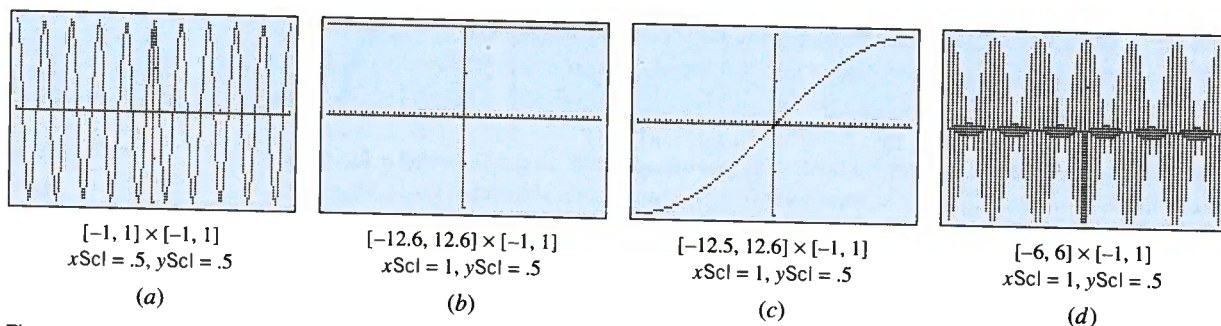 [−1, 1] × [−1, 1]
xScl = .5, yScl = .5
(a)
[−12.6, 12.6] × [−1, 1]
xScl = 1, yScl = .5
(b)
[−12.5, 12.6] × [−1, 1]
xScl = 1, yScl = .5
(c)
[−6, 6] × [−1, 1]
xScl = 1, yScl = .5
(d)